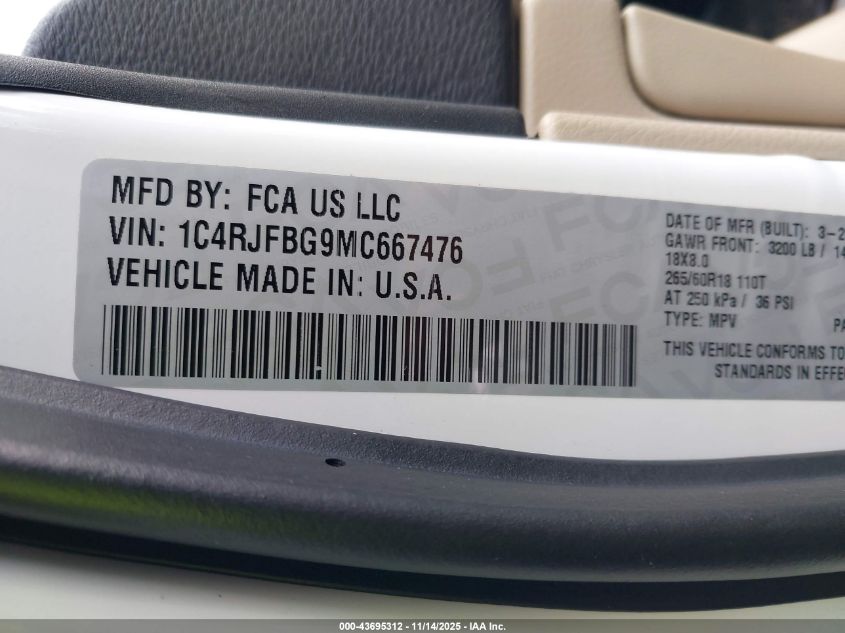 MFD BY: FCA US LLC
VIN: 1C4RJFBG9MC667476
VEHICLE MADE IN: U.S.A.
DATE OF MFR (BUILT): 3-2
GAWR FRONT: 3200 LB / 14
18X8.0
265/60R18 110T
AT 250 kPa / 36 PSI
TYPE: MPV PA
THIS VEHICLE CONFORMS TO
STANDARDS IN EFFE
000-43695312 - 11/14/2025 - IAA Inc.